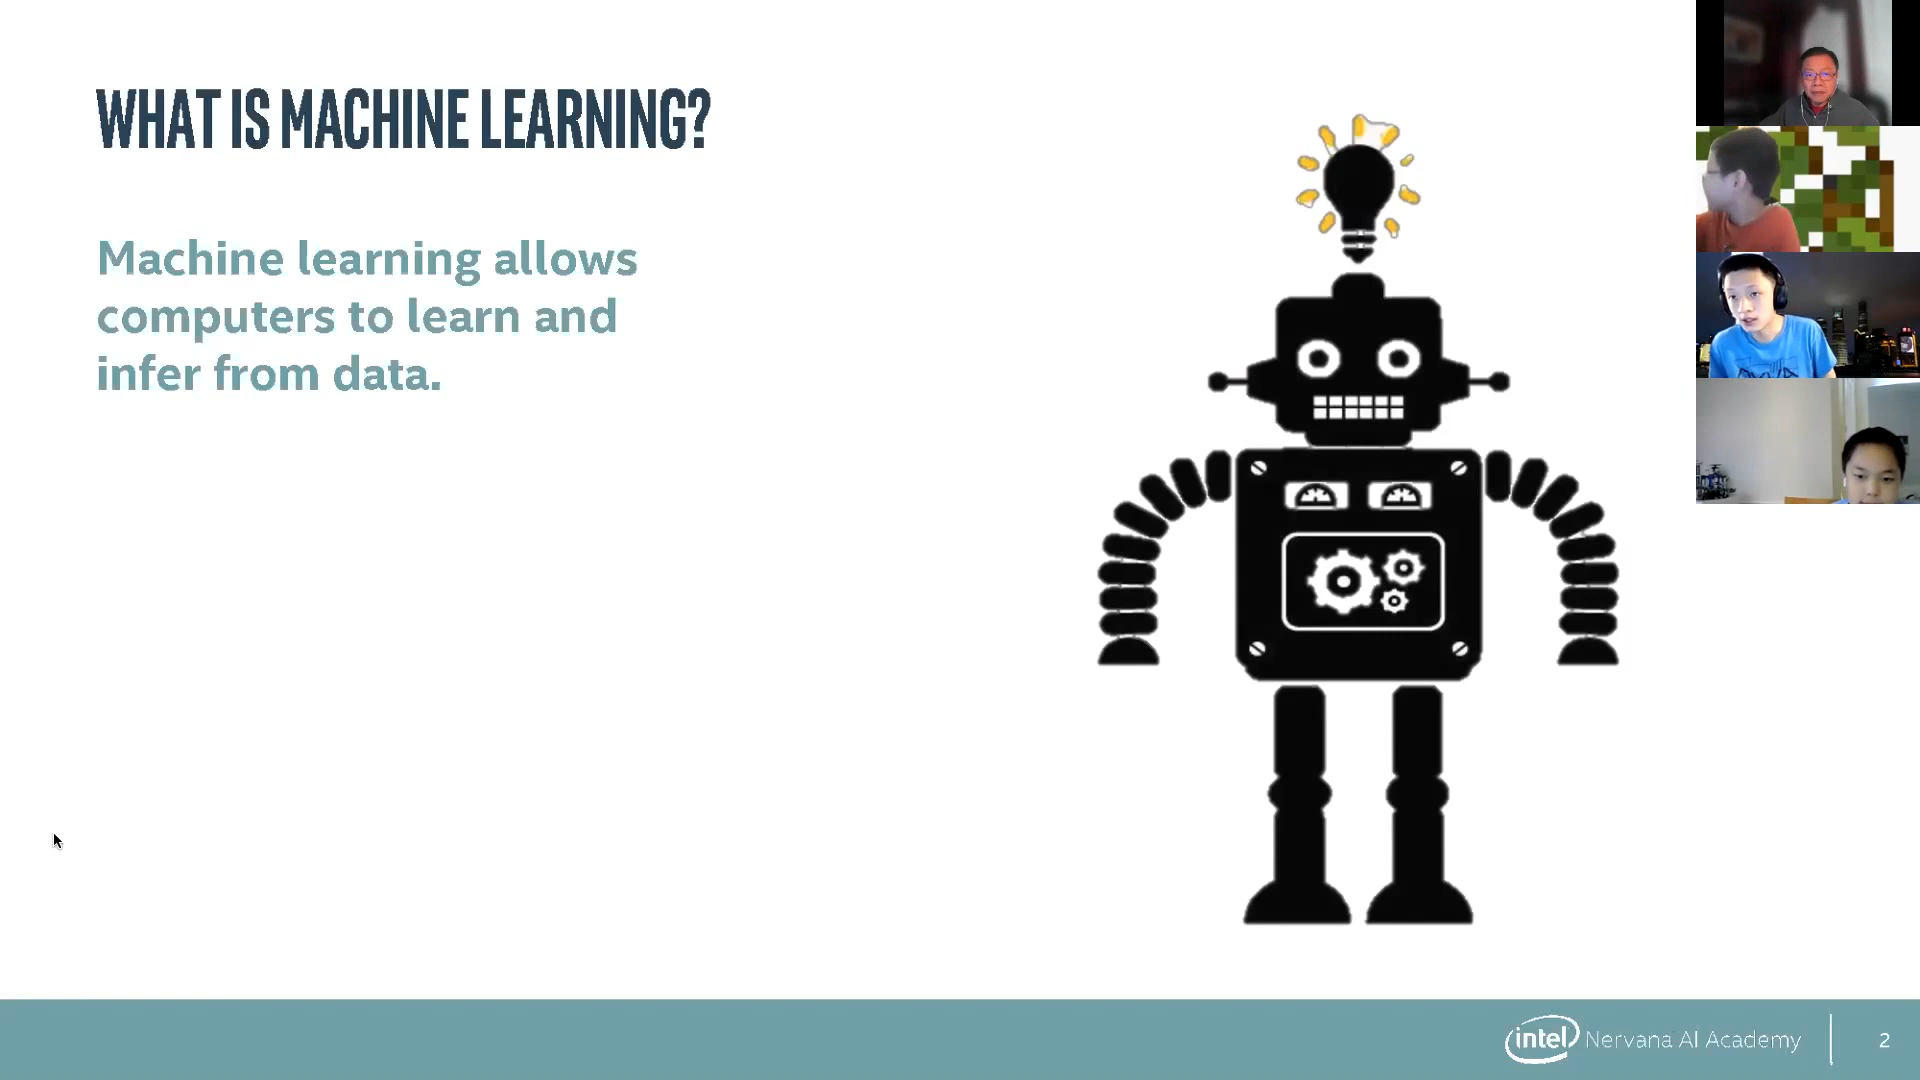 WHAT IS MACHINE LEARNING?
Machine learning allows
computers to learn and
infer from data.
intel Nervana AI Academy
2